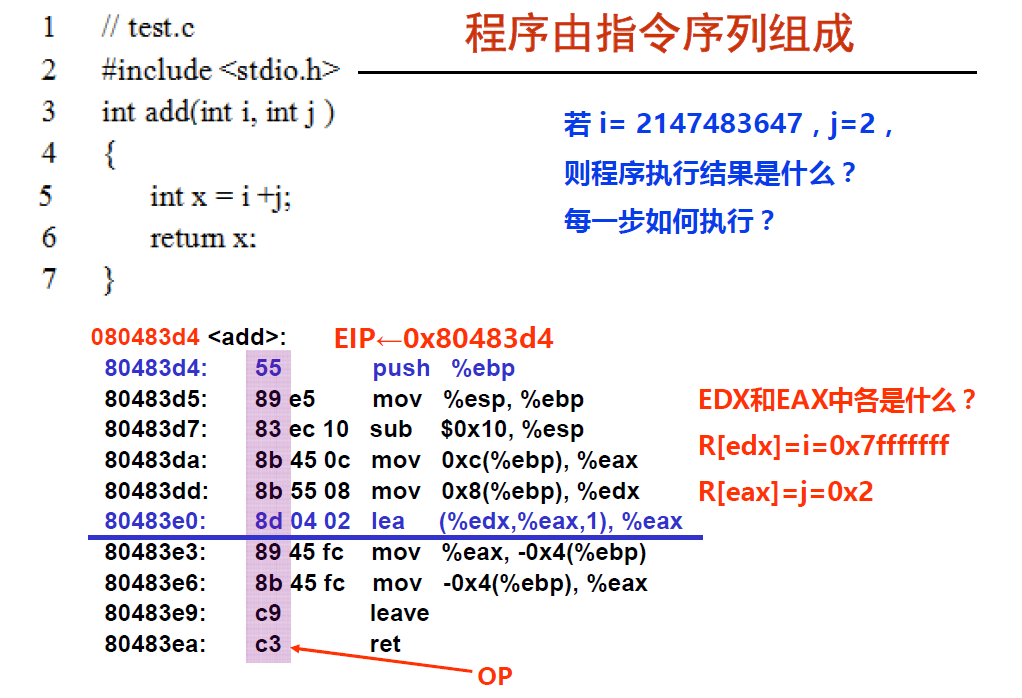 程序由指令序列组成
1 // test.c
2 #include <stdio.h>
3 int add(int i, int j )
4 {
5 int x = i +j;
6 return x:
7 }
若 i= 2147483647，j=2，
则程序执行结果是什么？
每一步如何执行？
080483d4 <add>: EIP←0x80483d4
80483d4: 55 push %ebp
80483d5: 89 e5 mov %esp, %ebp
80483d7: 83 ec 10 sub $0x10, %esp
80483da: 8b 45 0c mov 0xc(%ebp), %eax
80483dd: 8b 55 08 mov 0x8(%ebp), %edx
80483e0: 8d 04 02 lea (%edx,%eax,1), %eax
80483e3: 89 45 fc mov %eax, -0x4(%ebp)
80483e6: 8b 45 fc mov -0x4(%ebp), %eax
80483e9: c9 leave
80483ea: c3 ret
OP
EDX和EAX中各是什么？
R[edx]=i=0x7fffffff
R[eax]=j=0x2